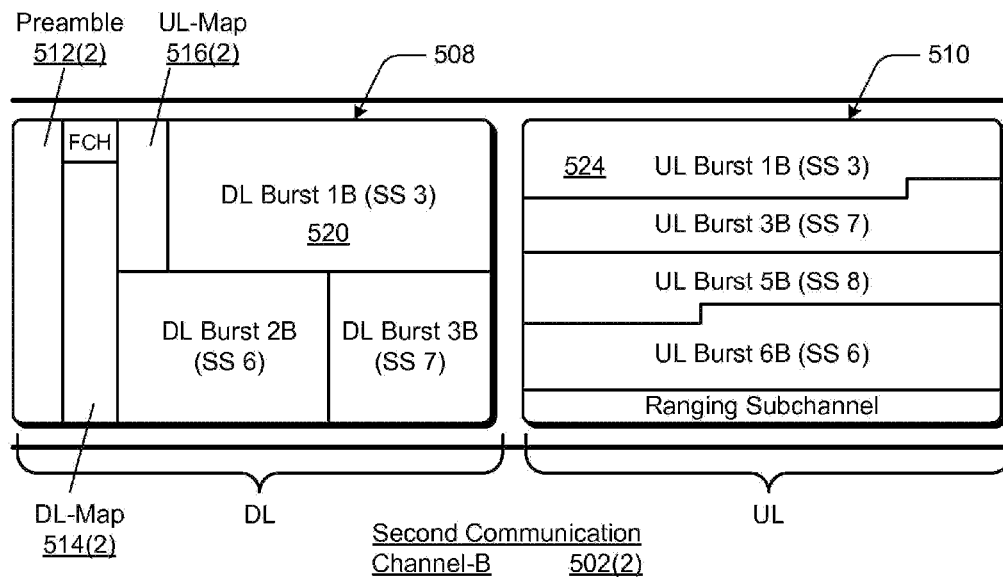 Preamble
512(2)
UL-Map
516(2)
508
510
FCH
DL Burst 1B (SS 3)
520
DL Burst 2B
(SS 6)
DL Burst 3B
(SS 7)
524
UL Burst 1B (SS 3)
UL Burst 3B (SS 7)
UL Burst 5B (SS 8)
UL Burst 6B (SS 6)
Ranging Subchannel
DL-Map
514(2)
DL
UL
Second Communication
Channel-B 502(2)